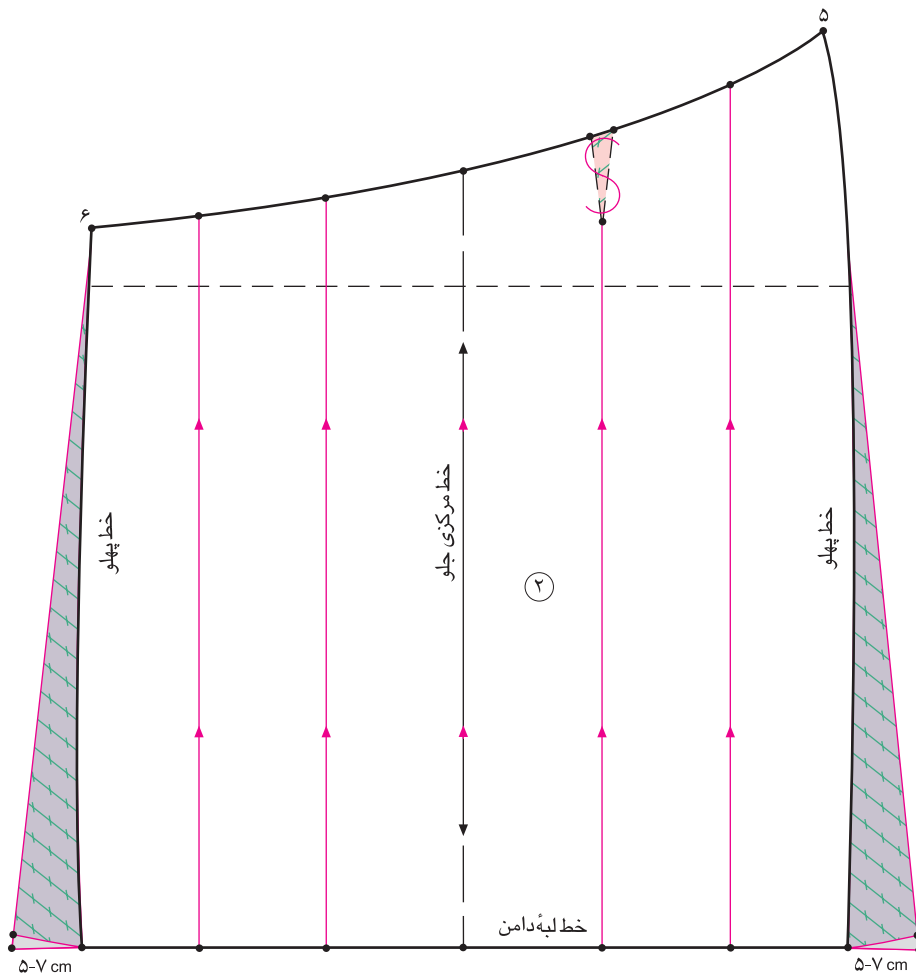 ۵
۶
خط پهلو
خط مرکزی جلو
خط پهلو
۲
خط لبهٔ دامن
۵-۷ cm
۵-۷ cm